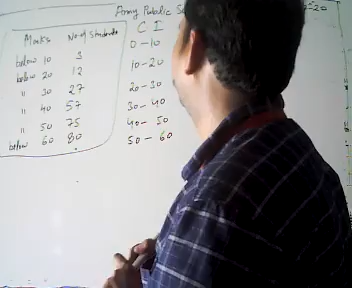 Army Public
20
Marks No of Students
below 10 3
below 20 12
" 30 27
" 40 57
" 50 75
below 60 80
C I
0-10
10-20
20-30
30-40
40-50
50-60